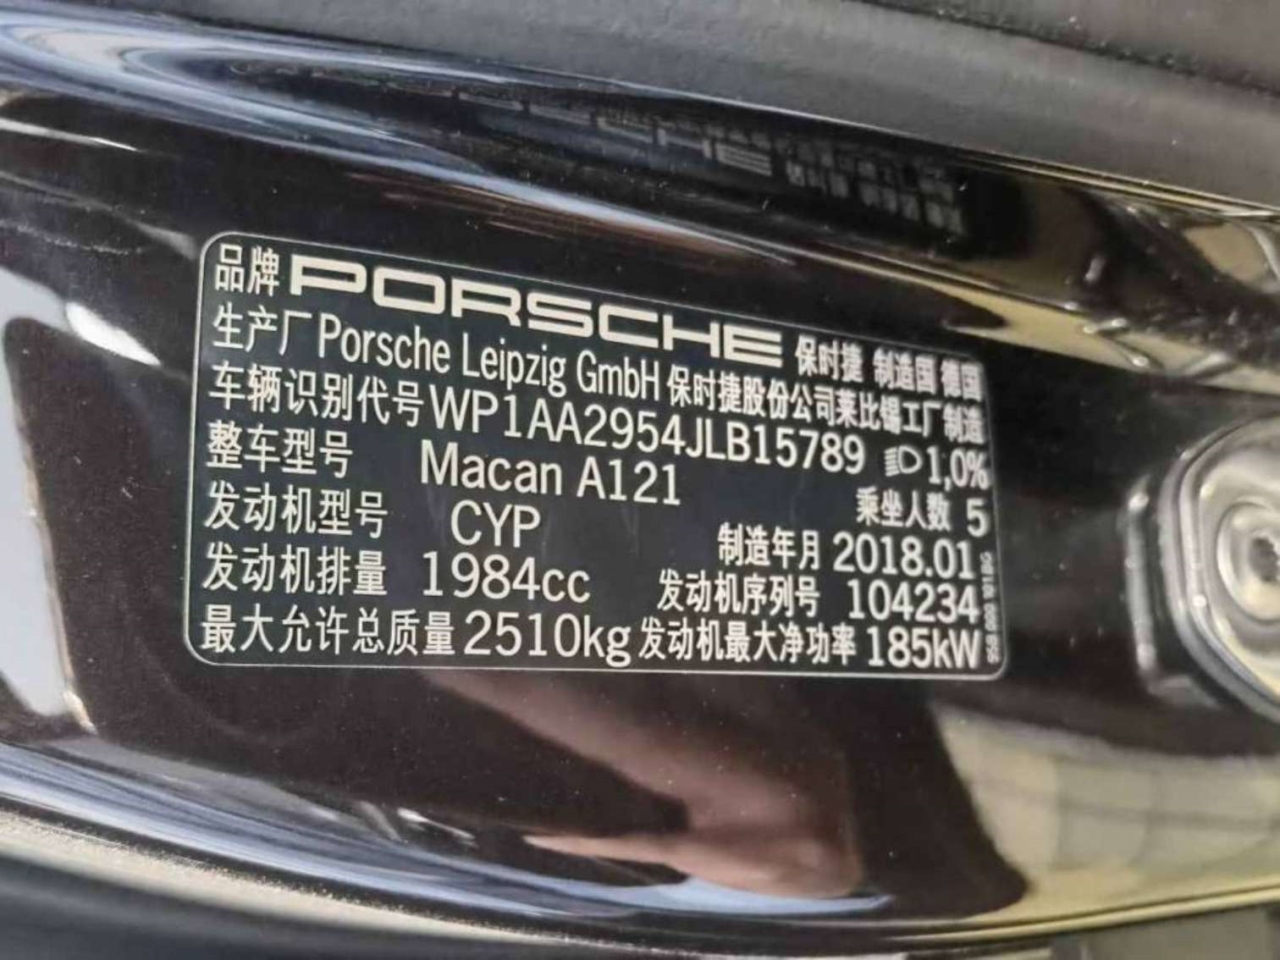 品牌 PORSCHE 保时捷 制造国 德国
生产厂 Porsche Leipzig GmbH 保时捷股份公司莱比锡工厂制造
车辆识别代号 WP1AA2954JLB15789 1,0%
整车型号 Macan A121 乘坐人数 5
发动机型号 CYP 制造年月 2018.01
发动机排量 1984cc 发动机序列号 104234
最大允许总质量 2510kg 发动机最大净功率 185kW